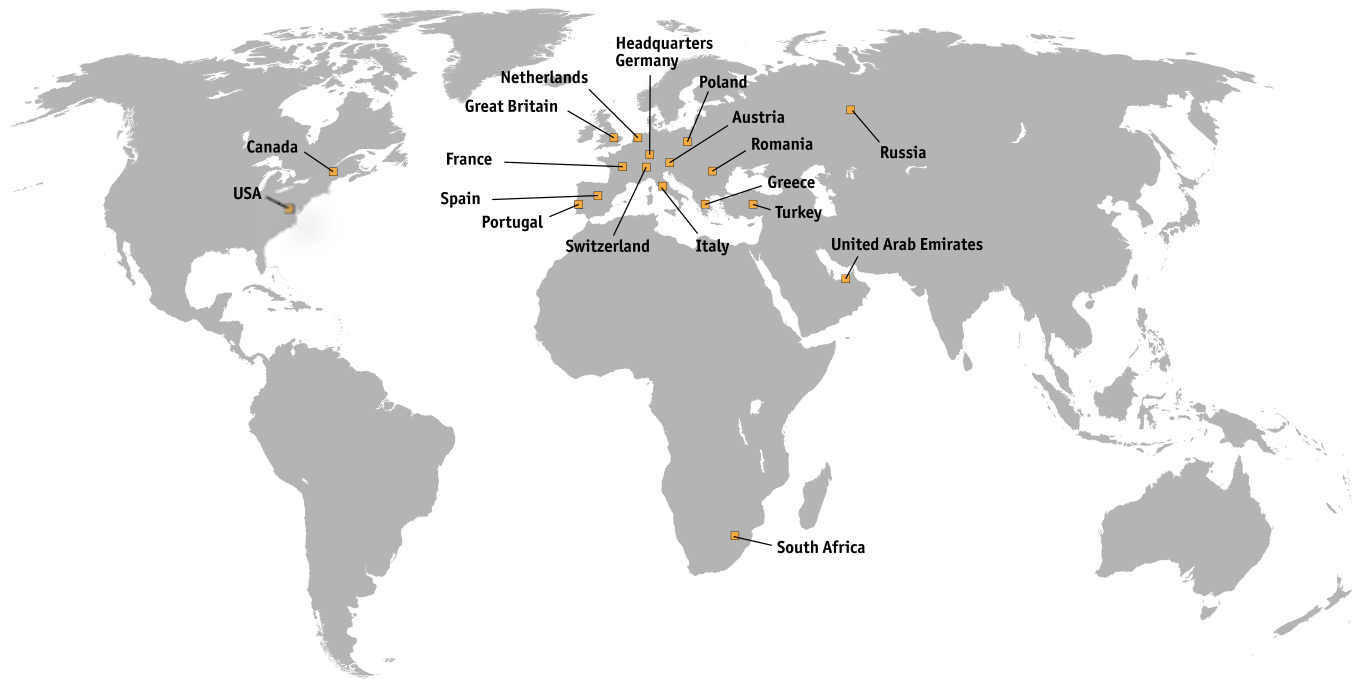 Headquarters
Germany
Netherlands
Poland
Great Britain
Austria
Canada
Romania
France
Russia
USA
Greece
Spain
Turkey
Portugal
Switzerland
Italy
United Arab Emirates
South Africa